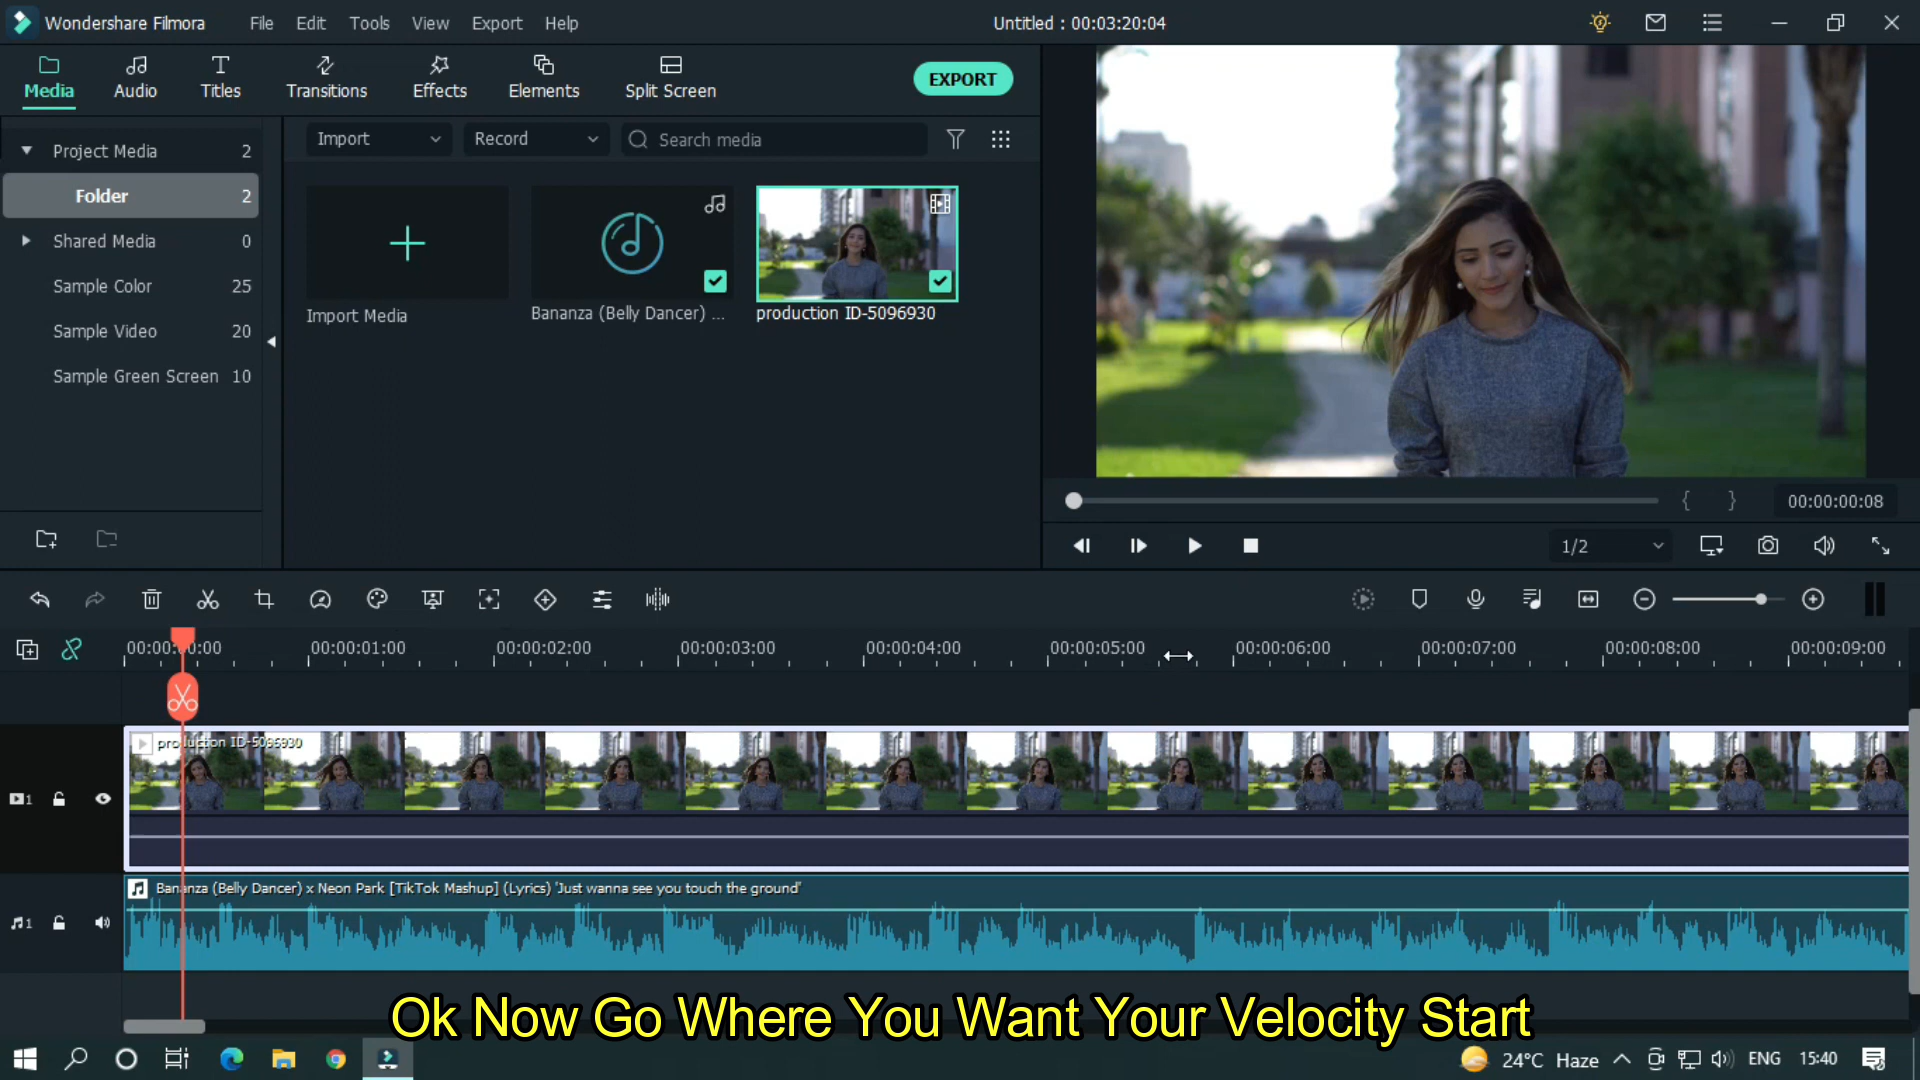 Wondershare Filmora File Edit Tools View Export Help Untitled : 00:03:20:04
Media Audio Titles Transitions Effects Elements Split Screen EXPORT
Import Record Search media
Project Media 2
Folder 2
Shared Media 0
Sample Color 25
Sample Video 20
Sample Green Screen 10
Import Media Bananza (Belly Dancer) ... production ID-5096930
{ } 00:00:00:08
1/2
00:00:00:00 00:00:01:00 00:00:02:00 00:00:03:00 00:00:04:00 00:00:05:00 00:00:06:00 00:00:07:00 00:00:08:00 00:00:09:00
production ID-5096930
1
Bananza (Belly Dancer) x Neon Park [TikTok Mashup] (Lyrics) 'Just wanna see you touch the ground'
1
Ok Now Go Where You Want Your Velocity Start
24°C Haze ENG 15:40